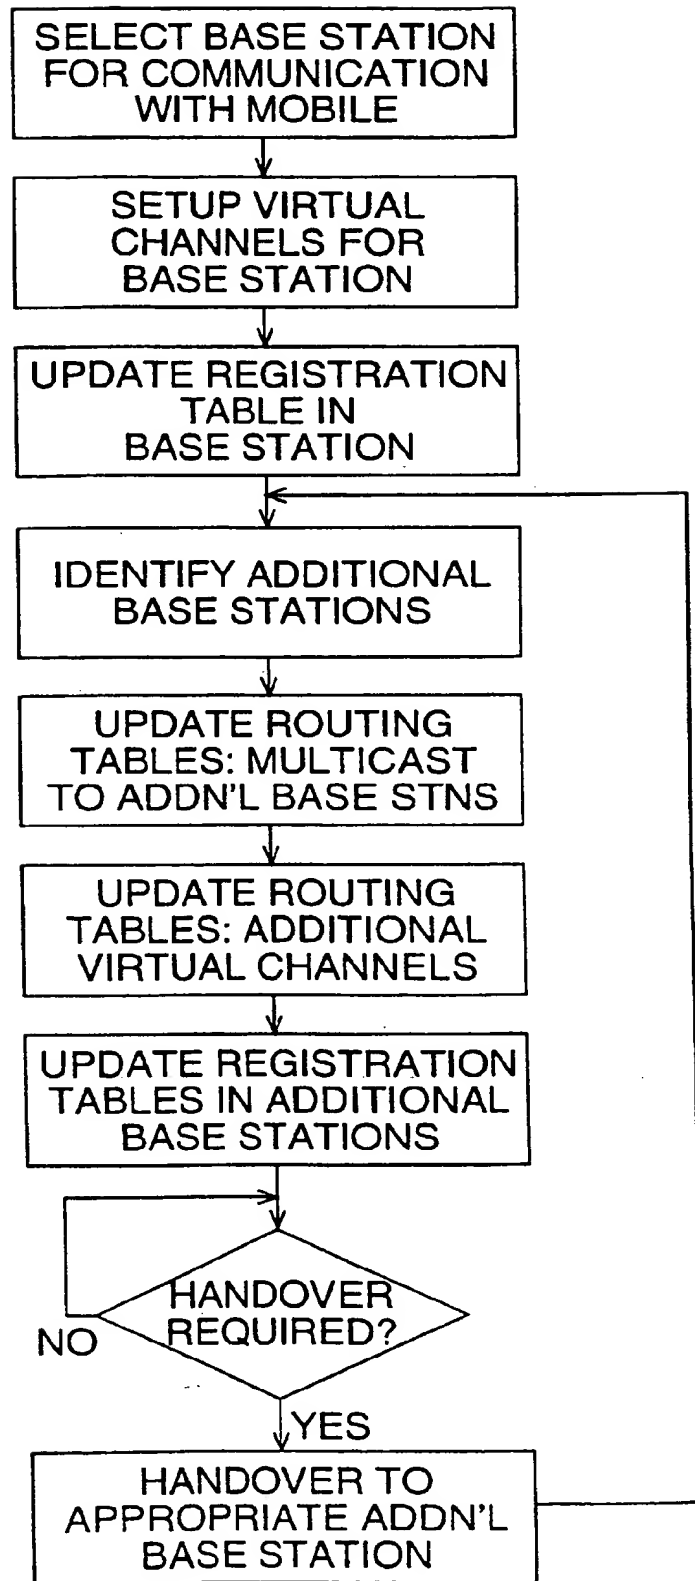 SELECT BASE STATION
FOR COMMUNICATION
WITH MOBILE
SETUP VIRTUAL
CHANNELS FOR
BASE STATION
UPDATE REGISTRATION
TABLE IN
BASE STATION
IDENTIFY ADDITIONAL
BASE STATIONS
UPDATE ROUTING
TABLES: MULTICAST
TO ADDN'L BASE STNS
UPDATE ROUTING
TABLES: ADDITIONAL
VIRTUAL CHANNELS
UPDATE REGISTRATION
TABLES IN ADDITIONAL
BASE STATIONS
HANDOVER
REQUIRED?
NO
YES
HANDOVER TO
APPROPRIATE ADDN'L
BASE STATION